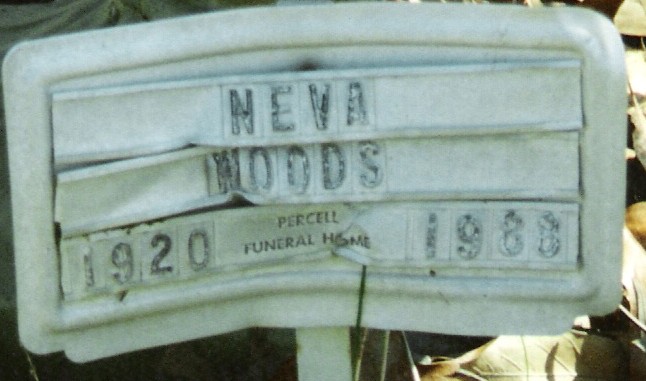 NEVA
WOODS
1920 PERCELL FUNERAL HOME 1988